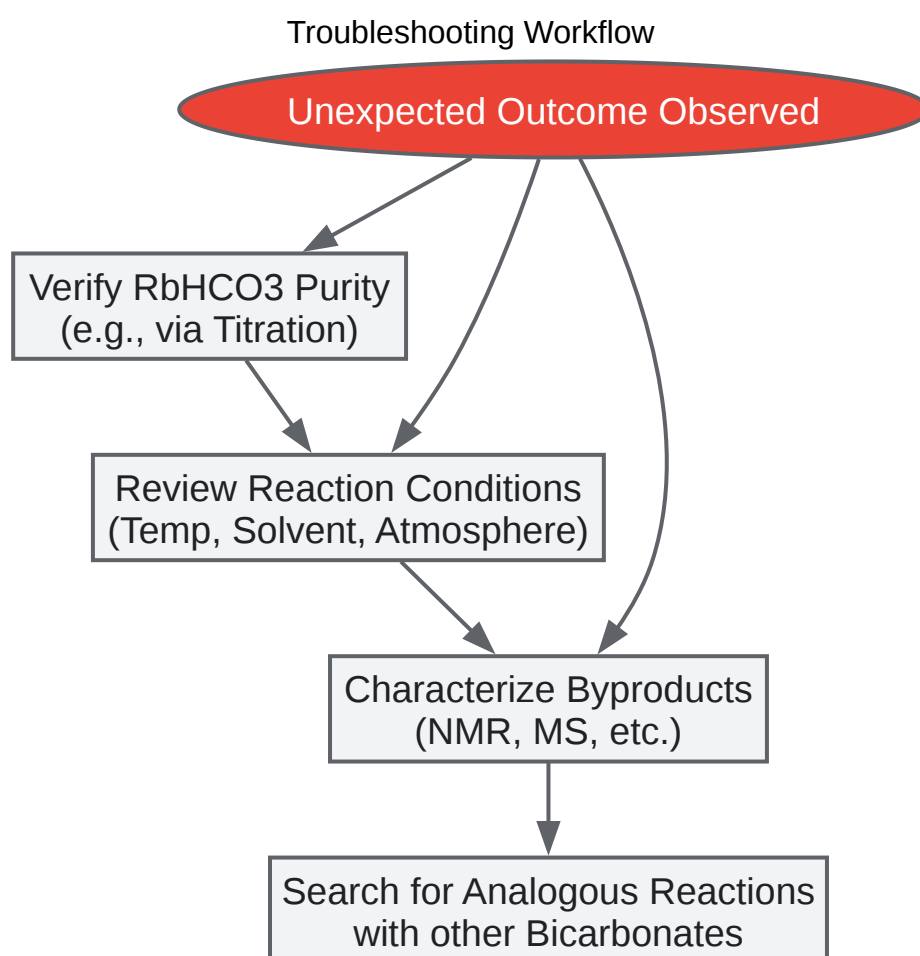 Troubleshooting Workflow
Unexpected Outcome Observed
Verify RbHCO3 Purity
(e.g., via Titration)
Review Reaction Conditions
(Temp, Solvent, Atmosphere)
Characterize Byproducts
(NMR, MS, etc.)
Search for Analogous Reactions
with other Bicarbonates